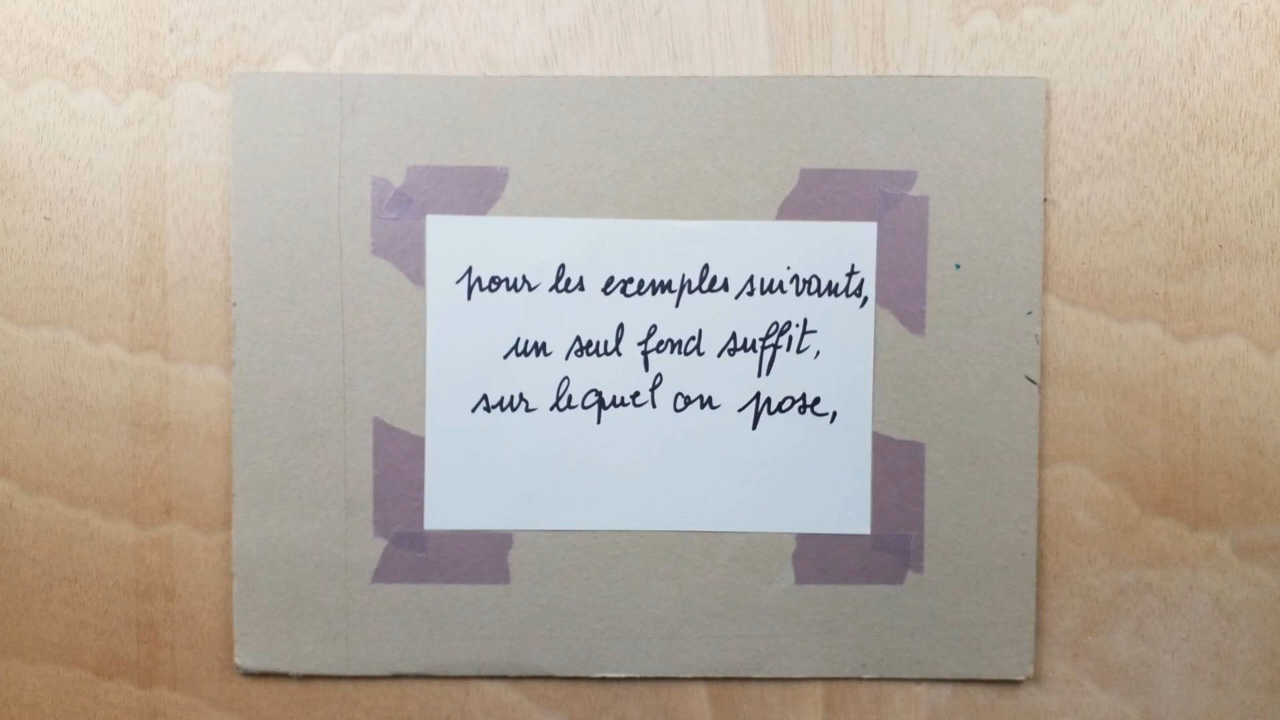 pour les exemples suivants,
un seul fond suffit,
sur lequel on pose,